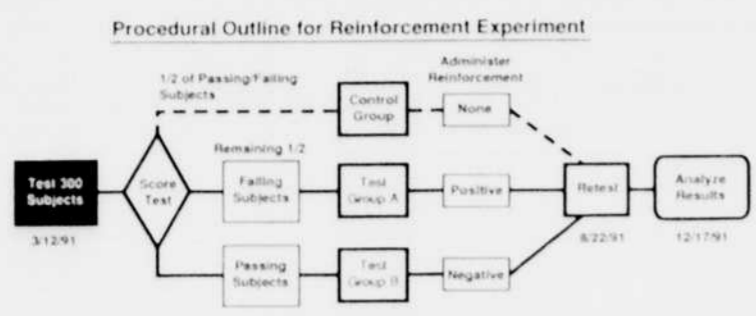 Procedural Outline for Reinforcement Experiment
Administer
Reinforcement
1/2 of Passing/Failing
Subjects
Control
Group
None
Remaining 1/2
Test 300
Subjects
Score
Test
Failing
Subjects
Test
Group A
Positive
Retest
Analyze
Results
3/12/91
8/22/91
12/17/91
Passing
Subjects
Test
Group B
Negative